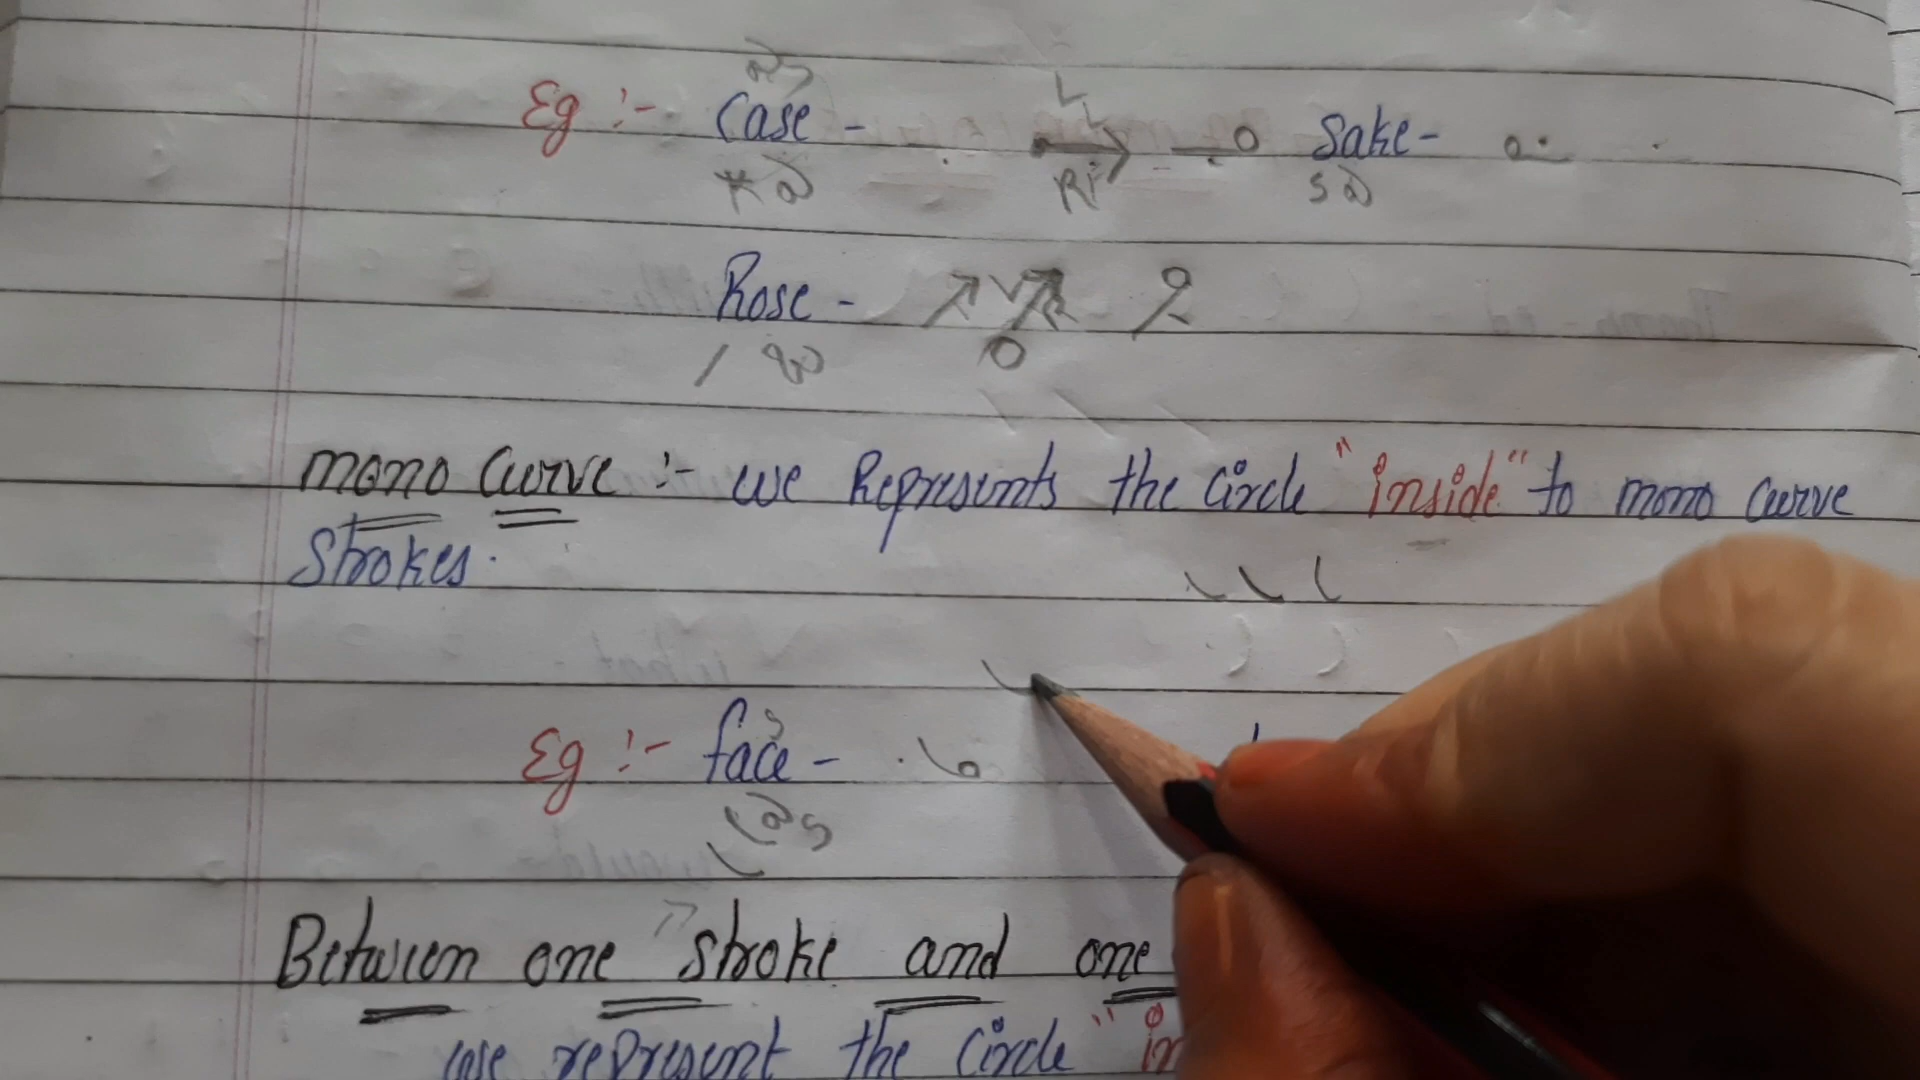 Eg :- Case - Sake -
Rose -
mono Curve :- we Represents the Circle "inside" to mono curve
Strokes.
Eg :- face -
Between one stroke and one
represent the Circle "in